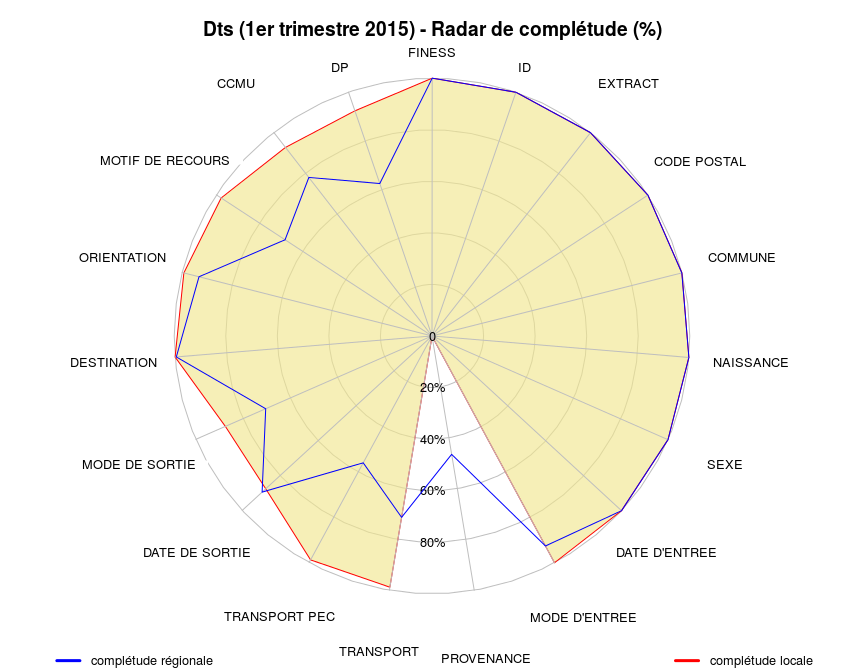 Dts (1er trimestre 2015) - Radar de complétude (%)
FINESS
DP
ID
CCMU
EXTRACT
MOTIF DE RECOURS
CODE POSTAL
ORIENTATION
COMMUNE
0
DESTINATION
NAISSANCE
20%
40%
MODE DE SORTIE
SEXE
60%
80%
DATE DE SORTIE
DATE D'ENTREE
TRANSPORT PEC
MODE D'ENTREE
TRANSPORT
PROVENANCE
complétude régionale
complétude locale